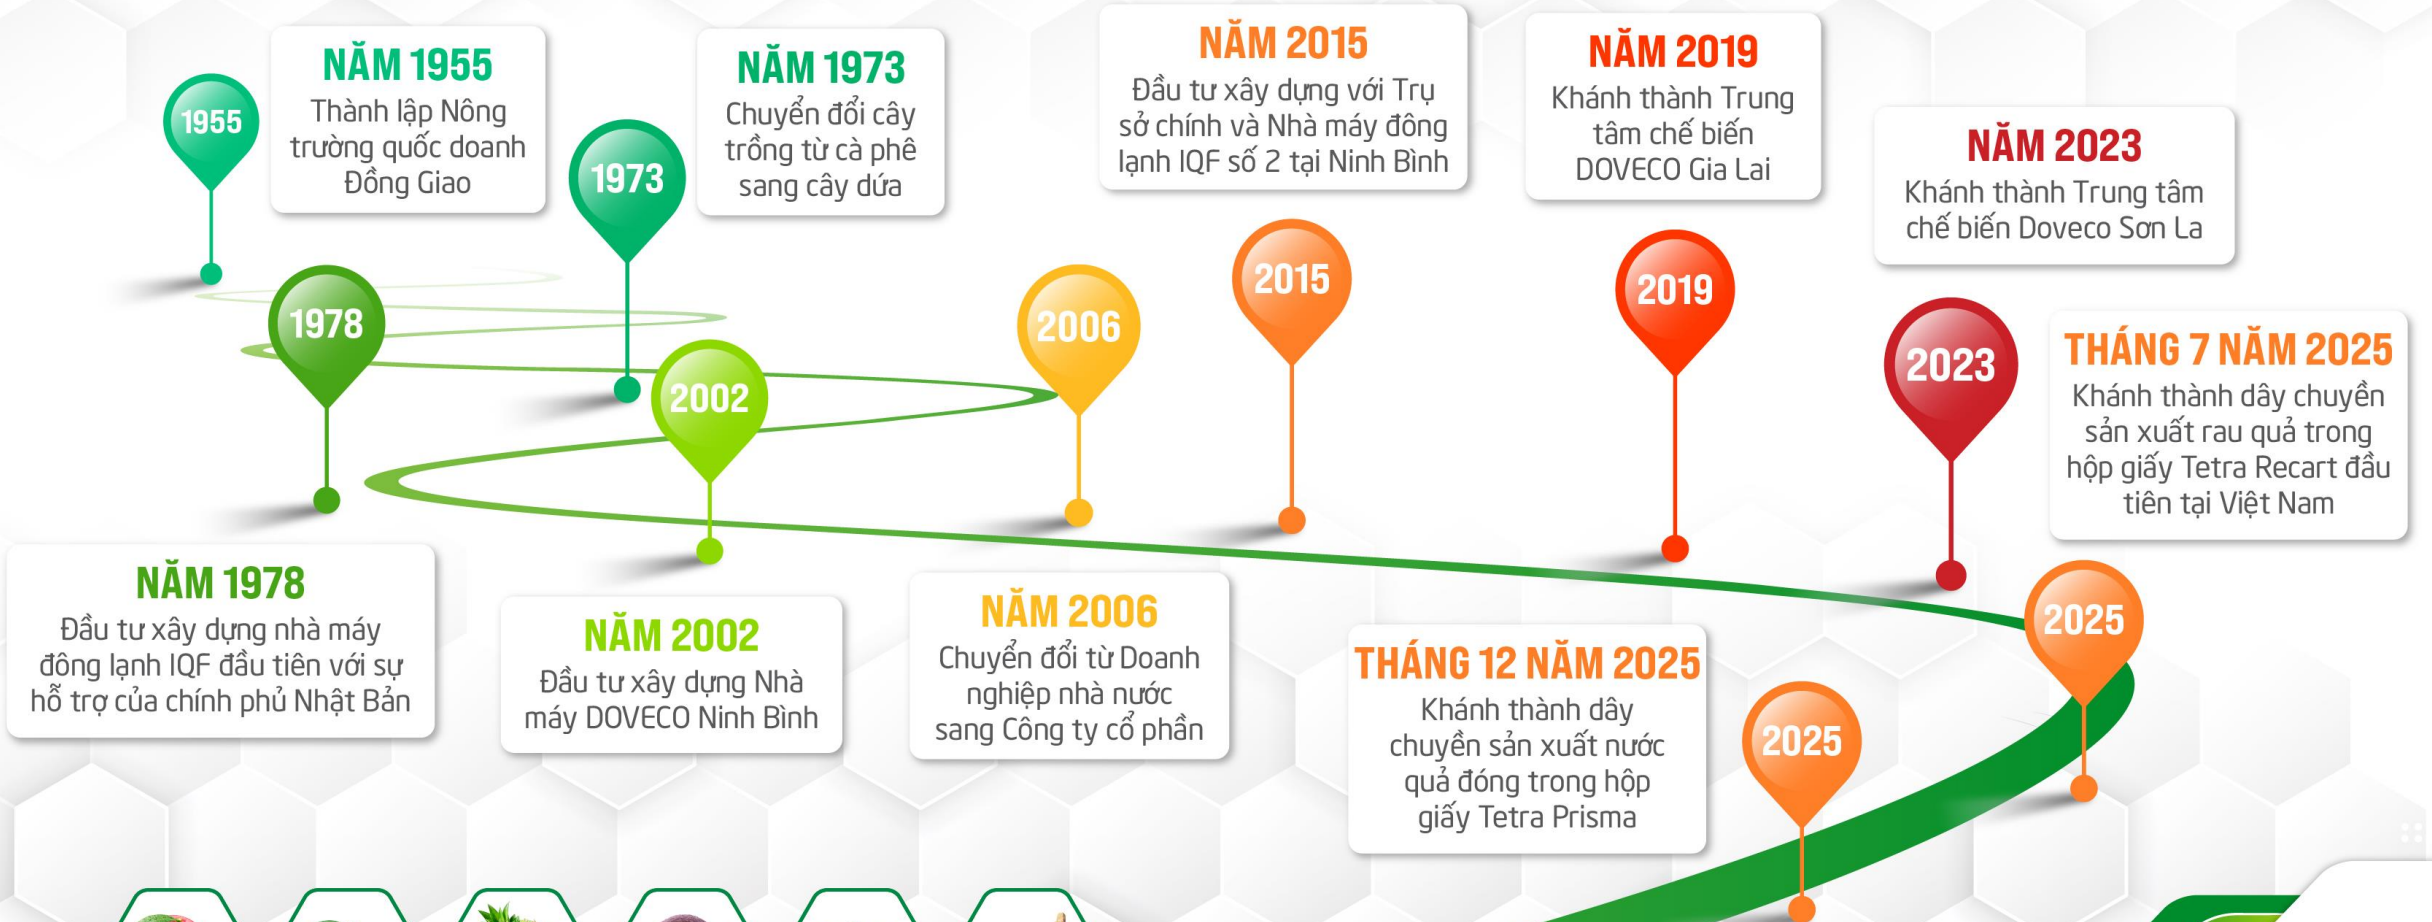 1955
NĂM 1955
Thành lập Nông
trường quốc doanh
Đồng Giao
1973
NĂM 1973
Chuyển đổi cây
trồng từ cà phê
sang cây dứa
1978
NĂM 1978
Đầu tư xây dựng nhà máy
đông lạnh IQF đầu tiên với sự
hỗ trợ của chính phủ Nhật Bản
2002
NĂM 2002
Đầu tư xây dựng Nhà
máy DOVECO Ninh Bình
2006
NĂM 2006
Chuyển đổi từ Doanh
nghiệp nhà nước
sang Công ty cổ phần
NĂM 2015
Đầu tư xây dựng với Trụ
sở chính và Nhà máy đông
lạnh IQF số 2 tại Ninh Bình
2015
NĂM 2019
Khánh thành Trung
tâm chế biến
DOVECO Gia Lai
2019
NĂM 2023
Khánh thành Trung tâm
chế biến Doveco Sơn La
2023
THÁNG 7 NĂM 2025
Khánh thành dây chuyền
sản xuất rau quả trong
hộp giấy Tetra Recart đầu
tiên tại Việt Nam
2025
THÁNG 12 NĂM 2025
Khánh thành dây
chuyền sản xuất nước
quả đóng trong hộp
giấy Tetra Prisma
2025